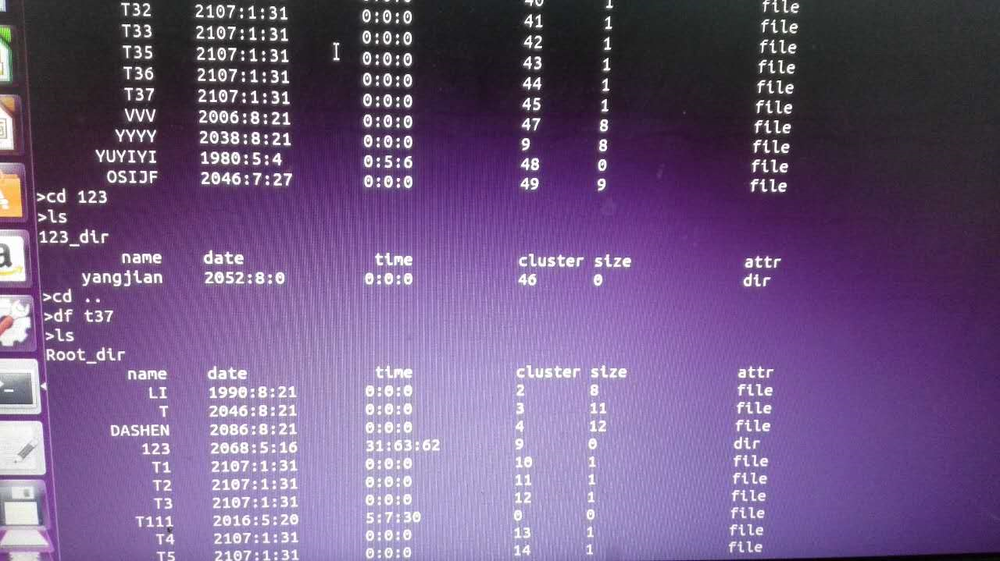 T32 2107:1:31 0:0:0 40 1 file
T33 2107:1:31 0:0:0 41 1 file
T35 2107:1:31 0:0:0 42 1 file
T36 2107:1:31 0:0:0 43 1 file
T37 2107:1:31 0:0:0 44 1 file
VVV 2006:8:21 0:0:0 45 1 file
YYYY 2038:8:21 0:0:0 47 8 file
YUYIYI 1980:5:4 0:5:6 9 8 file
OSIJF 2046:7:27 0:0:0 48 0 file
49 9 file
>cd 123
>ls
123_dir
name date time cluster size attr
yangjian 2052:8:0 0:0:0 46 0 dir
>cd ..
>df t37
>ls
Root_dir
name date time cluster size attr
LI 1990:8:21 0:0:0 2 8 file
T 2046:8:21 0:0:0 3 11 file
DASHEN 2086:8:21 0:0:0 4 12 file
123 2068:5:16 31:63:62 9 0 dir
T1 2107:1:31 0:0:0 10 1 file
T2 2107:1:31 0:0:0 11 1 file
T3 2107:1:31 0:0:0 12 1 file
T111 2016:5:20 5:7:30 0 0 file
T4 2107:1:31 0:0:0 13 1 file
T5 2107:1:31 0:0:0 14 1 file